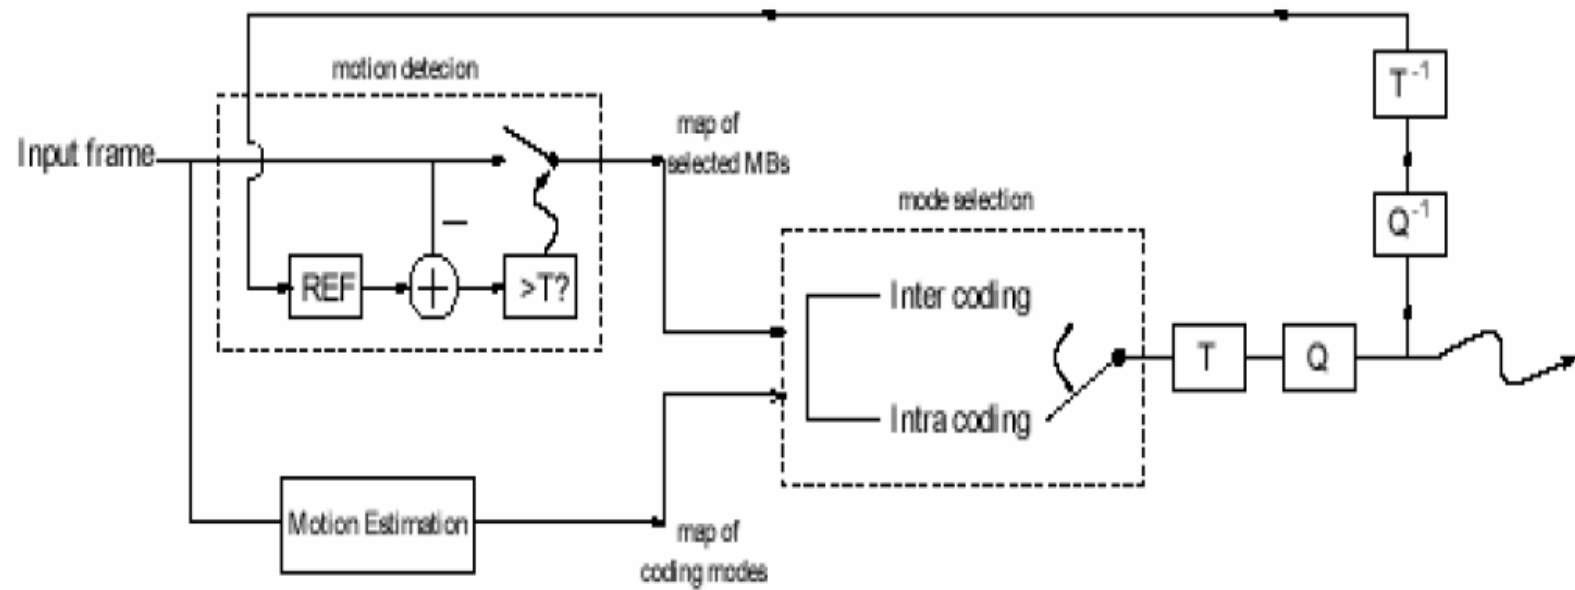 motion detecion
T-1
map of
selected MBs
Input frame
mode selection
Q-1
−
REF
+
>T?
Inter coding
T
Q
Intra coding
Motion Estimation
map of
coding modes